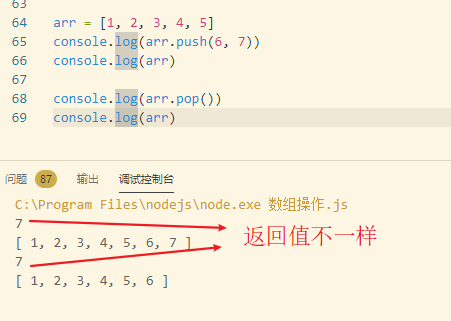 63
64 arr = [1, 2, 3, 4, 5]
65 console.log(arr.push(6, 7))
66 console.log(arr)
67
68 console.log(arr.pop())
69 console.log(arr)
问题 87 输出 调试控制台
C:\Program Files\nodejs\node.exe 数组操作.js
7
[ 1, 2, 3, 4, 5, 6, 7 ]
返回值不一样
7
[ 1, 2, 3, 4, 5, 6 ]